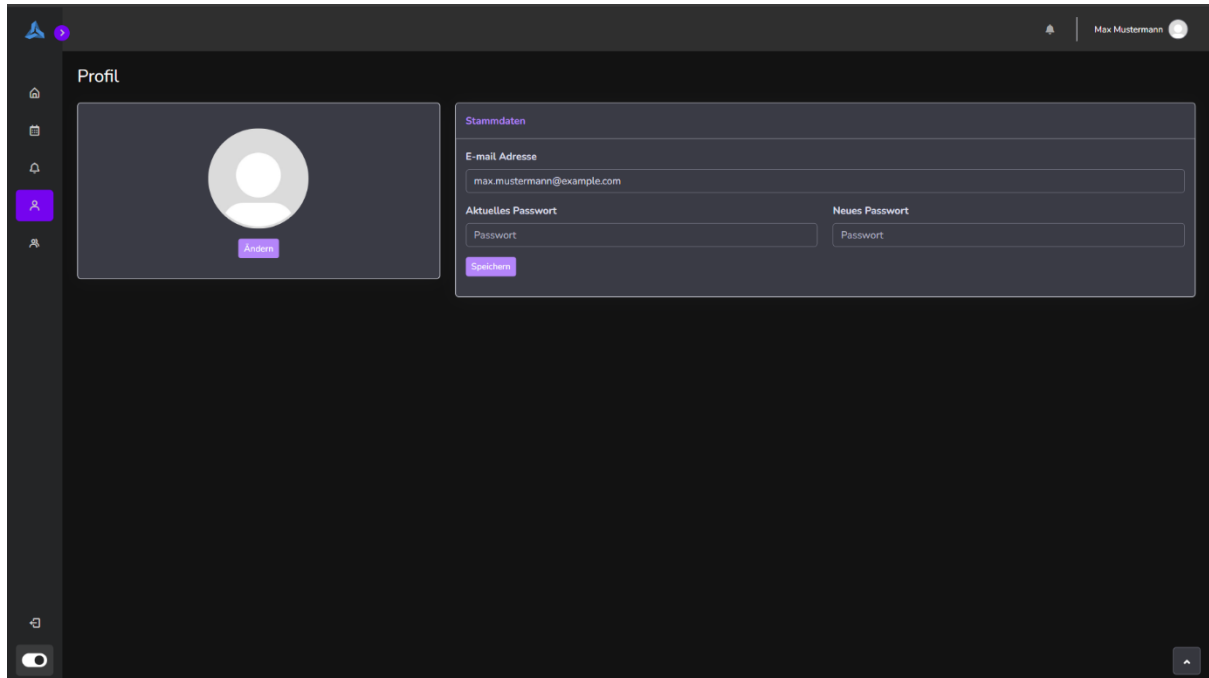 Max Mustermann
Profil
Ändern
Stammdaten
E-mail Adresse
max.mustermann@example.com
Aktuelles Passwort
Neues Passwort
Passwort
Passwort
Speichern